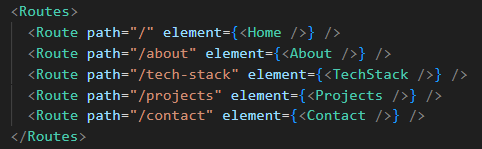 <Routes>
  <Route path="/" element={<Home />} />
  <Route path="/about" element={<About />} />
  <Route path="/tech-stack" element={<TechStack />} />
  <Route path="/projects" element={<Projects />} />
  <Route path="/contact" element={<Contact />} />
</Routes>